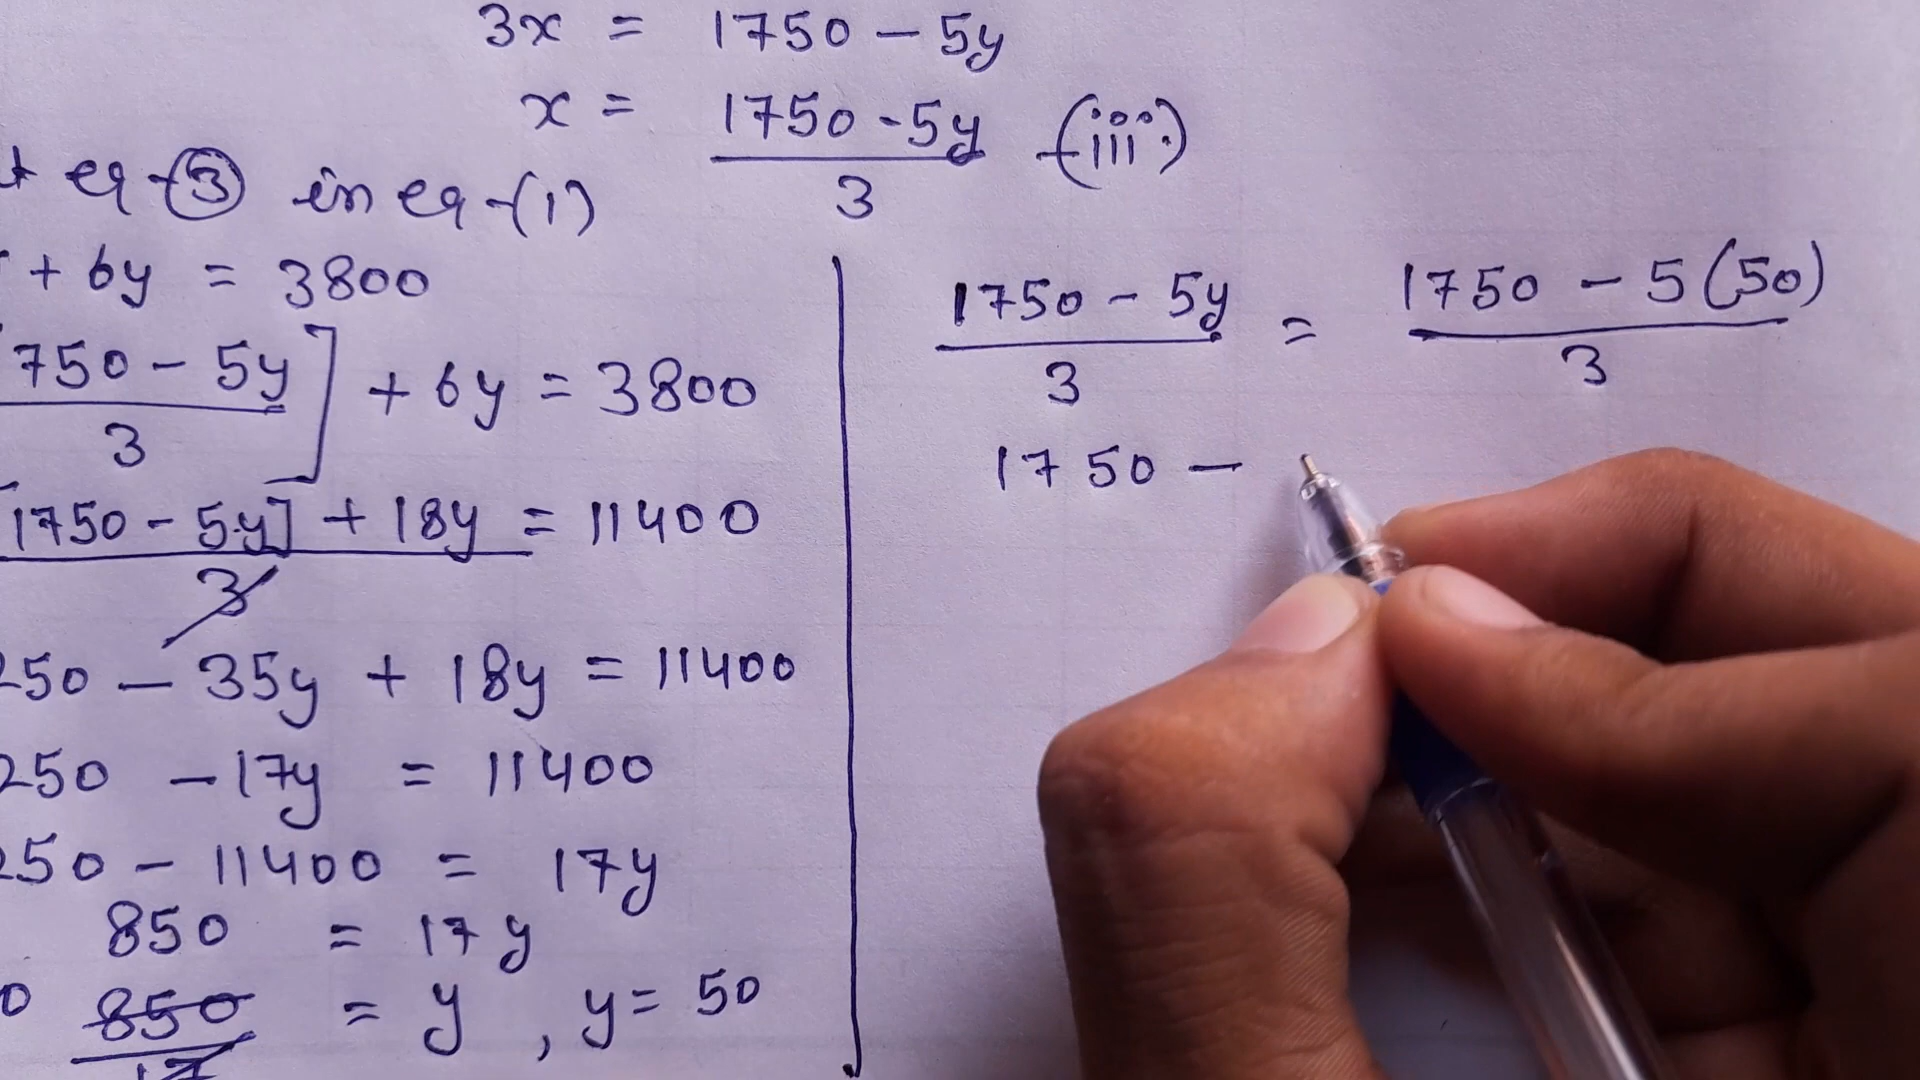 3x = 1750 - 5y
x = 1750 - 5y (iii)
3
eq - (3) in eq - (1)
+ 6y = 3800
750 - 5y ] + 6y = 3800
3
[1750 - 5y] + 18y = 11400
3
250 - 35y + 18y = 11400
250 - 17y = 11400
250 - 11400 = 17y
850 = 17y
0 850 = y , y = 50
17
1750 - 5y = 1750 - 5(50)
3 3
1750 -